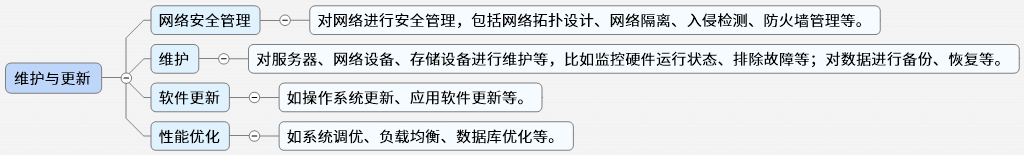 网络安全管理
对网络进行安全管理，包括网络拓扑设计、网络隔离、入侵检测、防火墙管理等。
维护
对服务器、网络设备、存储设备进行维护等，比如监控硬件运行状态、排除故障等；对数据进行备份、恢复等。
维护与更新
软件更新
如操作系统更新、应用软件更新等。
性能优化
如系统调优、负载均衡、数据库优化等。